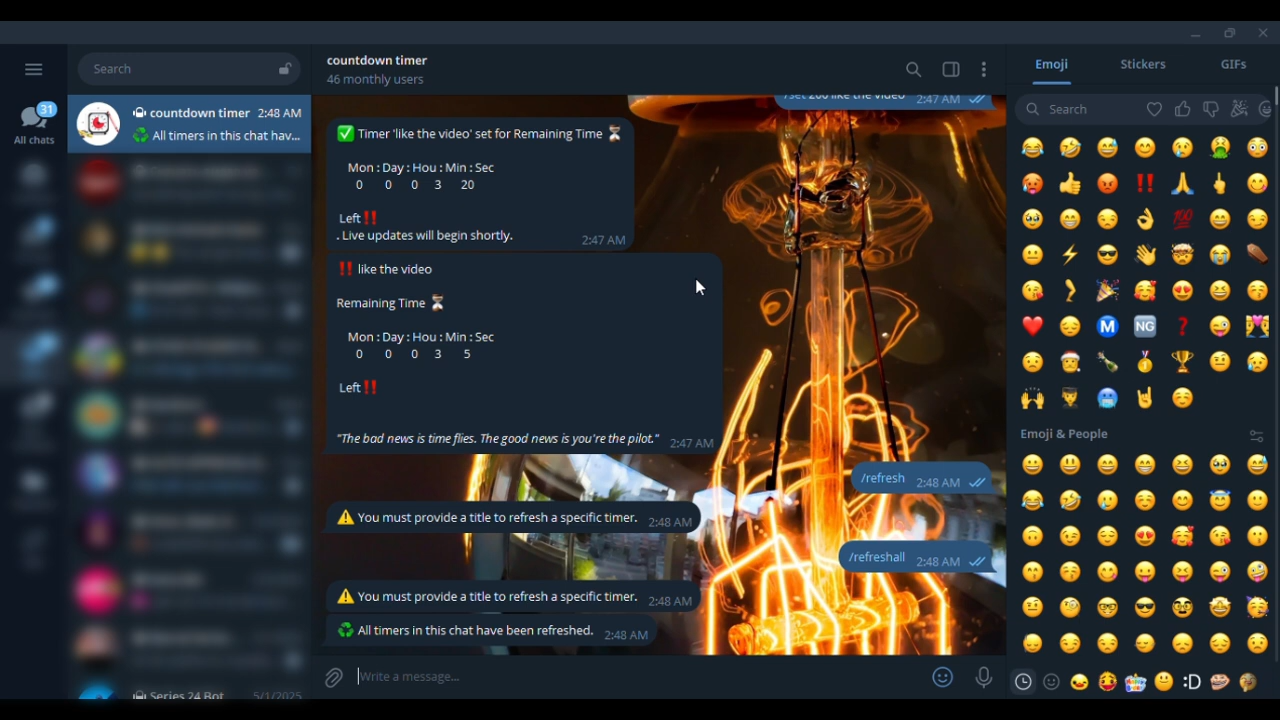 Search
31
All chats
countdown timer 2:48 AM
All timers in this chat hav...
Series 24 Bot 5/1/2025
countdown timer
46 monthly users
/set 200 like the video 2:47 AM
✅ Timer 'like the video' set for Remaining Time ⏳
Mon : Day : Hou : Min : Sec
0 0 0 3 20
Left‼️
. Live updates will begin shortly. 2:47 AM
‼️ like the video
Remaining Time ⏳
Mon : Day : Hou : Min : Sec
0 0 0 3 5
Left‼️
"The bad news is time flies. The good news is you're the pilot." 2:47 AM
/refresh 2:48 AM
⚠️ You must provide a title to refresh a specific timer. 2:48 AM
/refreshall 2:48 AM
⚠️ You must provide a title to refresh a specific timer. 2:48 AM
♻️ All timers in this chat have been refreshed. 2:48 AM
Write a message...
Emoji Stickers GIFs
Search
Emoji & People
:D